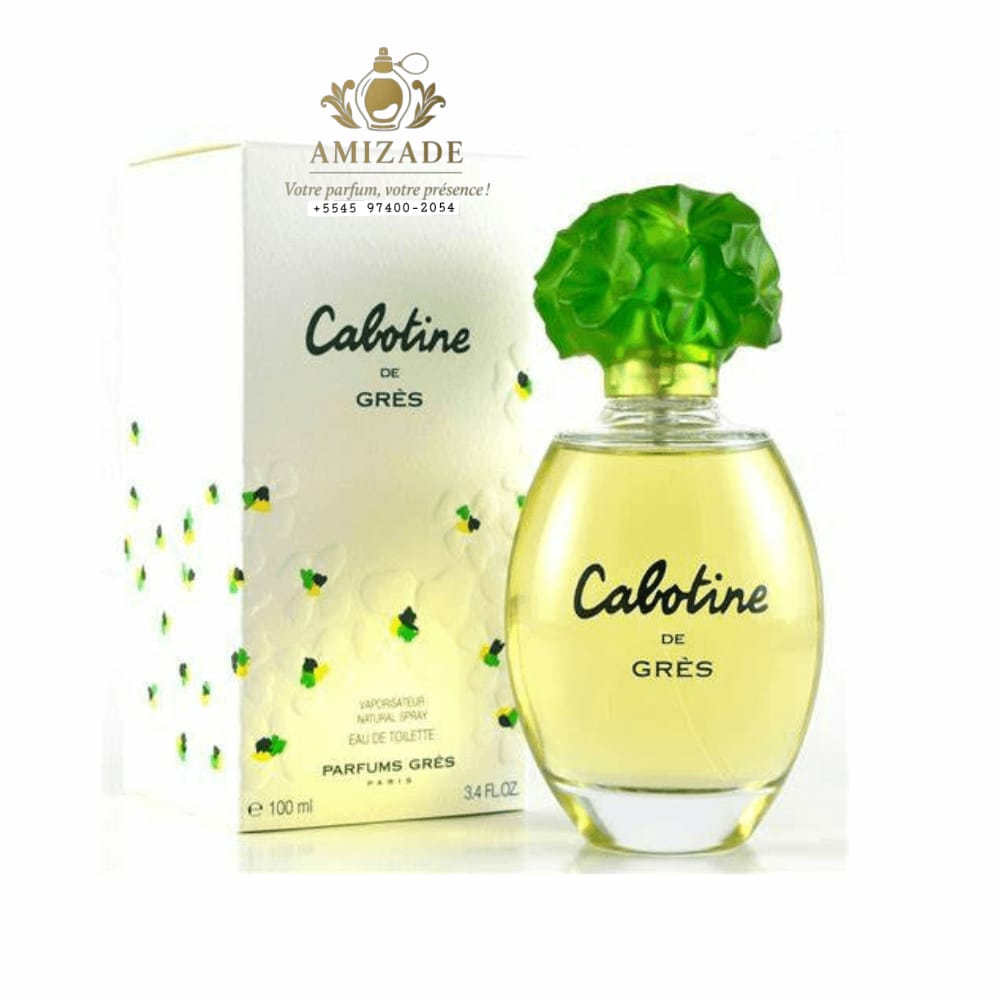 AMIZADE
Votre parfum, votre présence!
+5545 97400-2054
Cabotine
DE
GRÈS
VAPORISATEUR
NATURAL SPRAY
EAU DE TOILETTE
PARFUMS GRÈS
PARIS
e 100 ml
3.4 FL.OZ.
Cabotine
DE
GRÈS